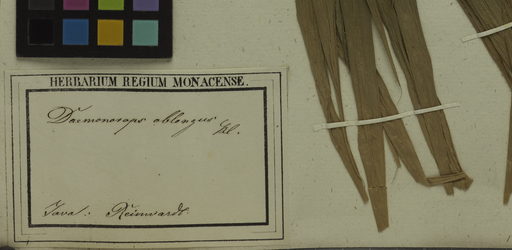 HERBARIUM REGIUM MONACENSE.
Daemonorops oblongus Bl.
Java: Reinwardt.